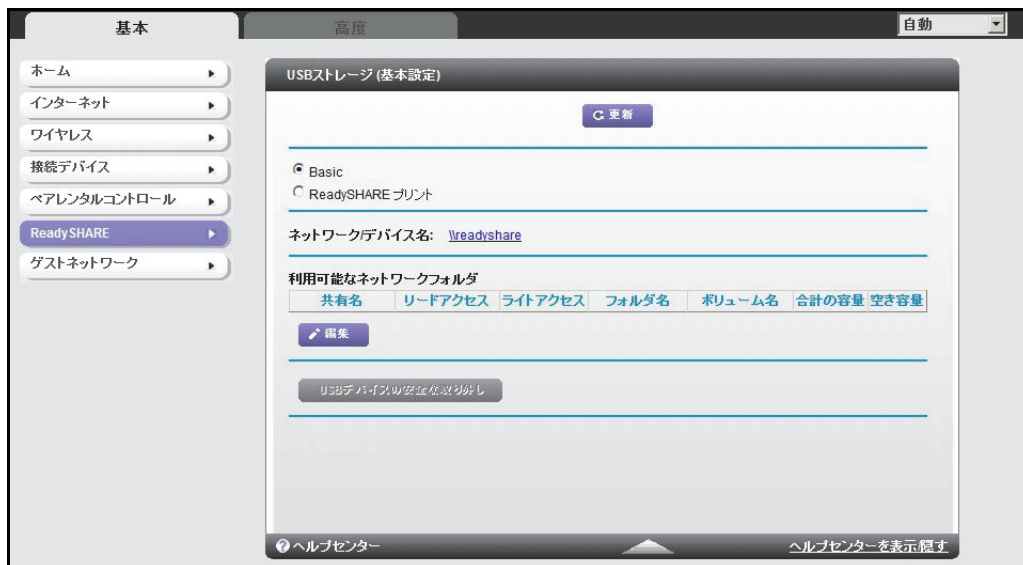 基本
高度
自動
ホーム
インターネット
ワイヤレス
接続デバイス
ペアレンタルコントロール
ReadySHARE
ゲストネットワーク
USBストレージ (基本設定)
更新
Basic
ReadySHARE プリント
ネットワーク/デバイス名: \\readyshare
利用可能なネットワークフォルダ
共有名 リードアクセス ライトアクセス フォルダ名 ボリューム名 合計の容量 空き容量
編集
USBデバイスの安全な取り外し
ヘルプセンター
ヘルプセンターを表示/隠す